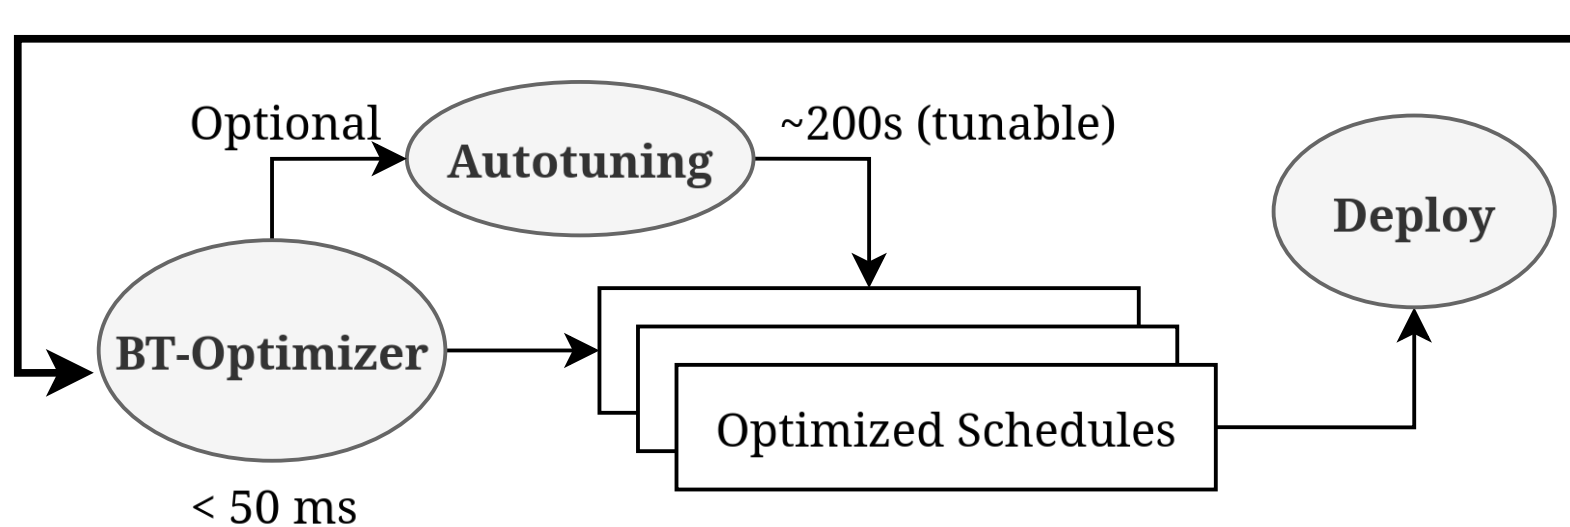 Optional
~200s (tunable)
Autotuning
Deploy
BT-Optimizer
Optimized Schedules
< 50 ms